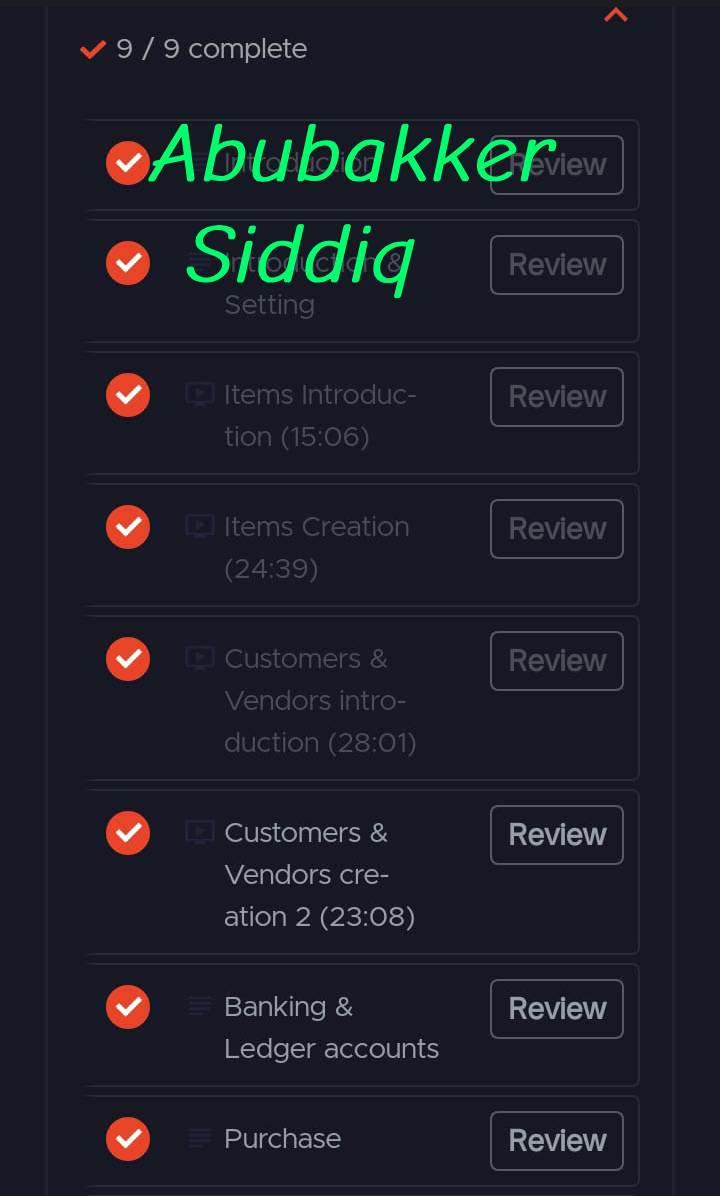 9 / 9 complete
Abubakker
Introduction
Review
Siddiq
Introduction &
Setting
Review
Items Introduc-
tion (15:06)
Review
Items Creation
(24:39)
Review
Customers &
Vendors intro-
duction (28:01)
Review
Customers &
Vendors cre-
ation 2 (23:08)
Review
Banking &
Ledger accounts
Review
Purchase
Review